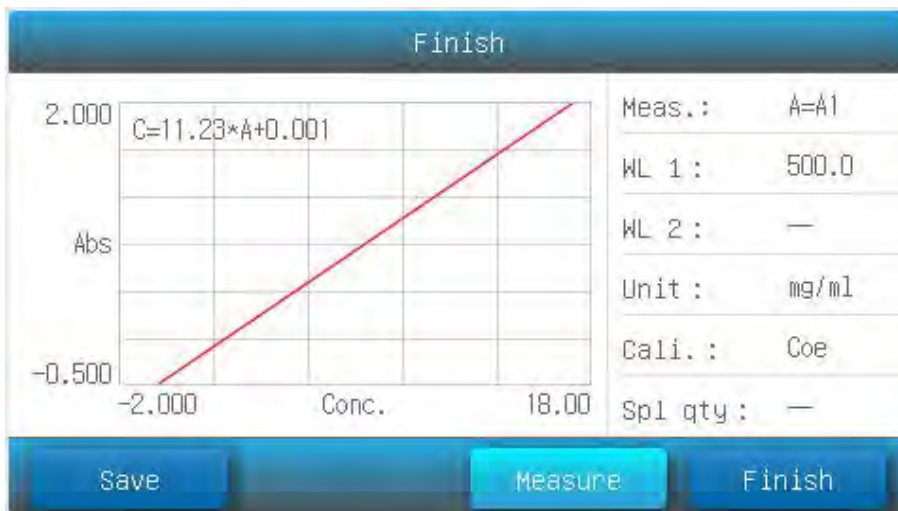 Finish
2.000
C=11.23*A+0.001
Abs
-0.500
-2.000 Conc. 18.00
Meas.: A=A1
WL 1: 500.0
WL 2: —
Unit: mg/ml
Cali.: Coe
Spl qty: —
Save Measure Finish